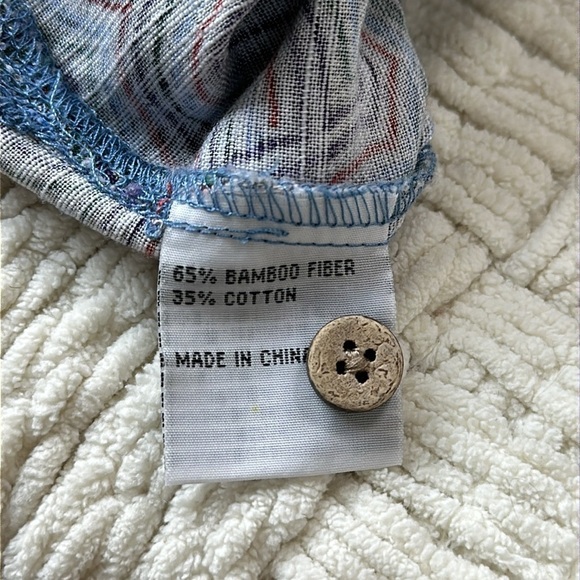 65% BAMBOO FIBER
35% COTTON
MADE IN CHINA